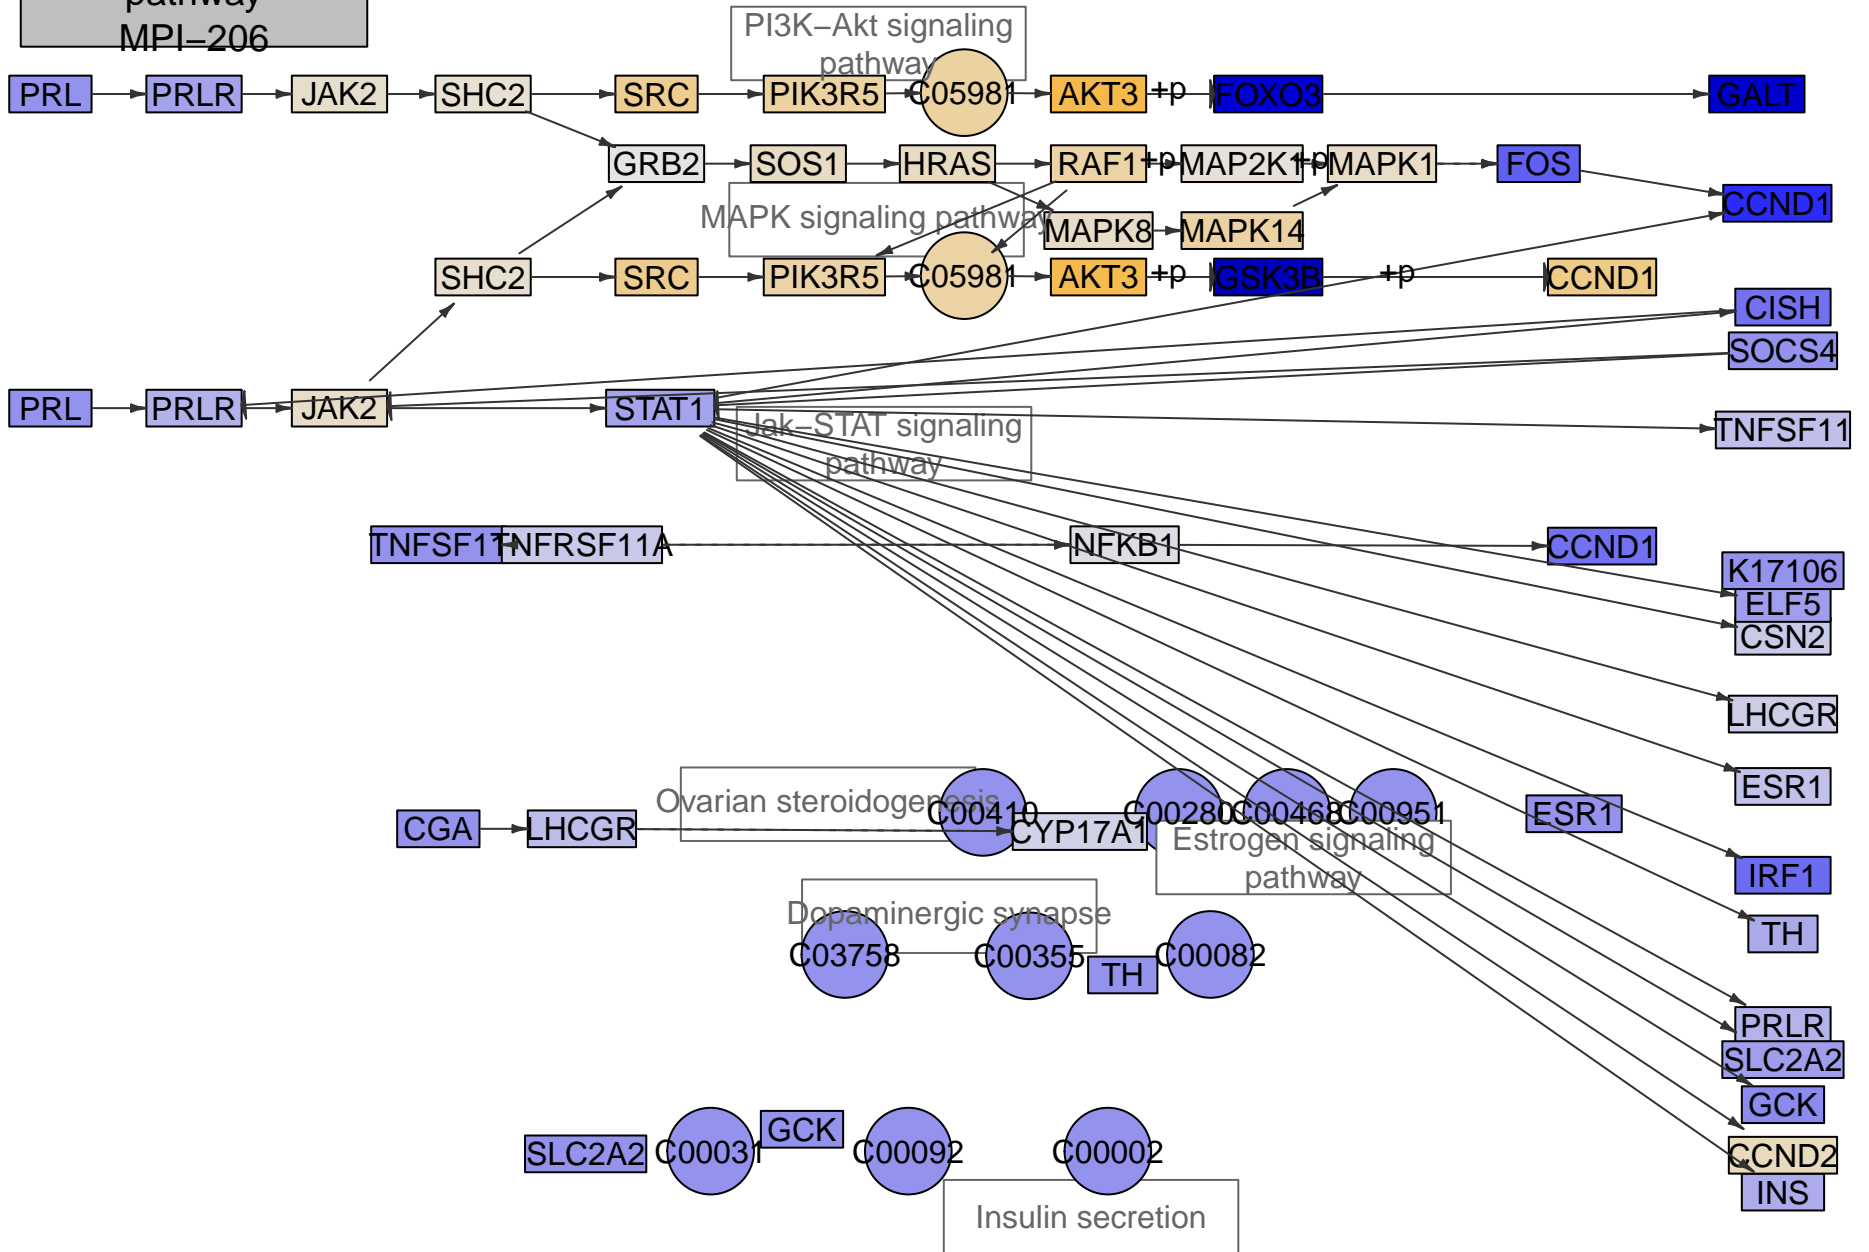 pathway
MPI–206
PI3K–Akt signaling
pathway
PRL
PRLR
JAK2
SHC2
SRC
PIK3R5
C05981
AKT3
+p
FOXO3
GALT
GRB2
SOS1
HRAS
RAF1
+p
MAP2K1
+p
MAPK1
FOS
CCND1
MAPK signaling pathway
MAPK8
MAPK14
SHC2
SRC
PIK3R5
C05981
AKT3
+p
GSK3B
+p
CCND1
CISH
SOCS4
PRL
PRLR
JAK2
STAT1
Jak–STAT signaling
pathway
TNFSF11
TNFSF11
TNFRSF11A
NFKB1
CCND1
K17106
ELF5
CSN2
LHCGR
ESR1
Ovarian steroidogenesis
C00410
C00280
C00468
C00951
ESR1
CGA
LHCGR
CYP17A1
Estrogen signaling
pathway
IRF1
Dopaminergic synapse
TH
C03758
C00355
TH
C00082
PRLR
SLC2A2
GCK
SLC2A2
C00031
GCK
C00092
C00002
CCND2
INS
Insulin secretion